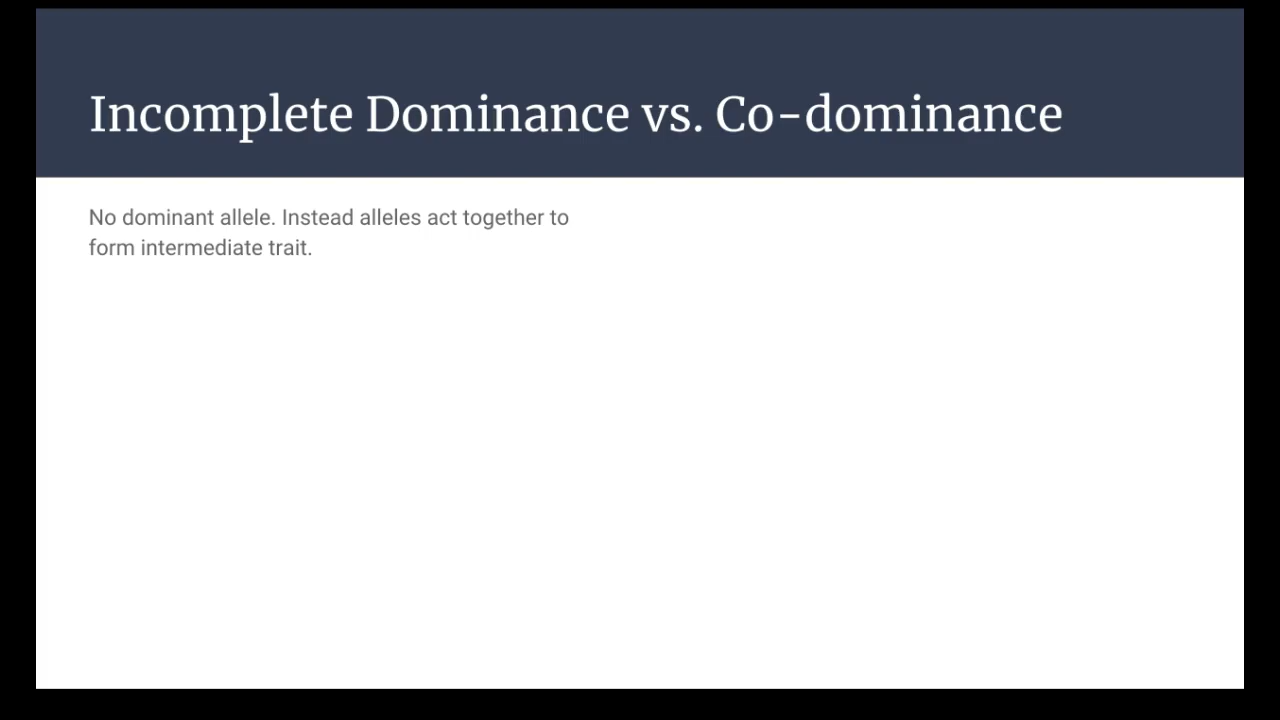 Incomplete Dominance vs. Co-dominance
No dominant allele. Instead alleles act together to
form intermediate trait.